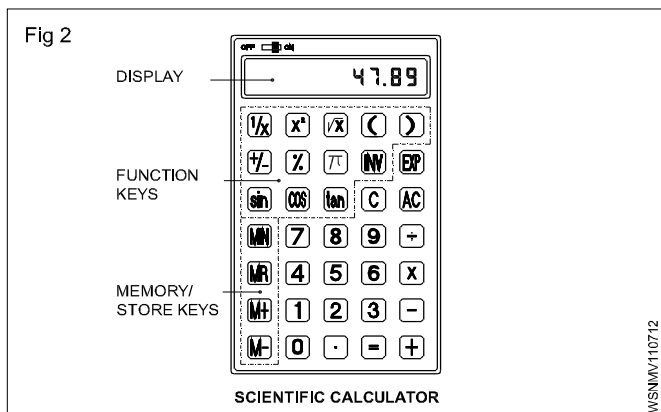 Fig 2
OFF ON
DISPLAY 47.89
1/X X² √X ( )
+/- % π INV EXP
FUNCTION
KEYS
sin COS tan C AC
MIN 7 8 9 ÷
MR 4 5 6 X
MEMORY/
STORE KEYS
M+ 1 2 3 -
M- 0 . = +
SCIENTIFIC CALCULATOR
WSNMV110712